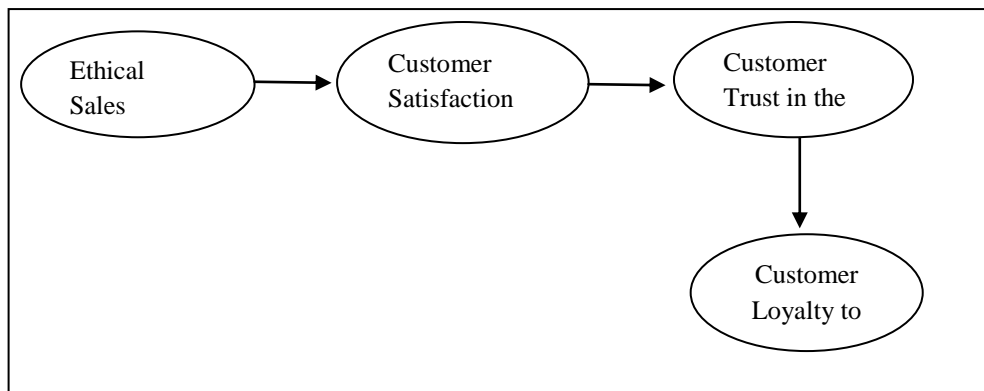 Ethical
Sales
Customer
Satisfaction
Customer
Trust in the
Customer
Loyalty to